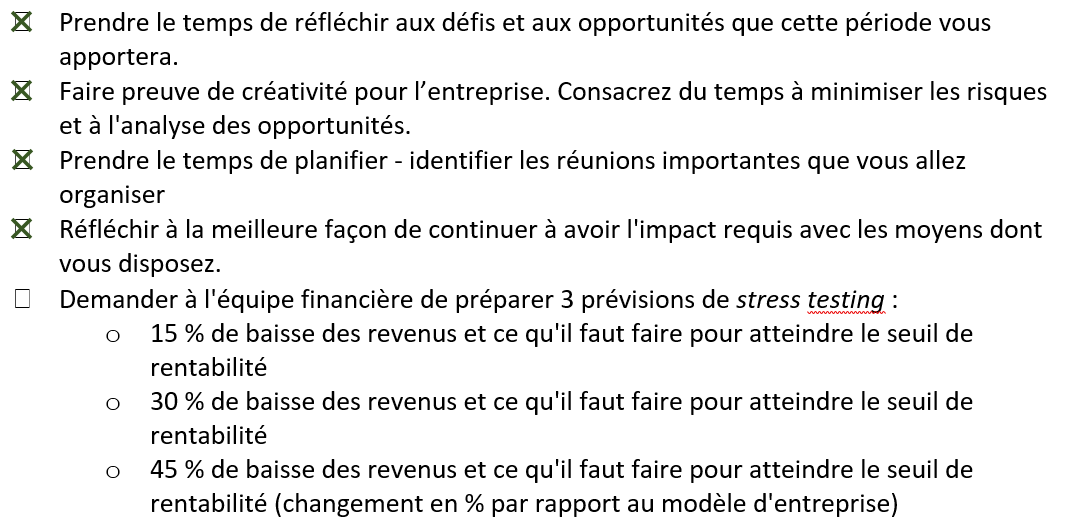 ☒ Prendre le temps de réfléchir aux défis et aux opportunités que cette période vous
apportera.
☒ Faire preuve de créativité pour l’entreprise. Consacrez du temps à minimiser les risques
et à l'analyse des opportunités.
☒ Prendre le temps de planifier - identifier les réunions importantes que vous allez
organiser
☒ Réfléchir à la meilleure façon de continuer à avoir l'impact requis avec les moyens dont
vous disposez.
☐ Demander à l'équipe financière de préparer 3 prévisions de stress testing :
o 15 % de baisse des revenus et ce qu'il faut faire pour atteindre le seuil de
rentabilité
o 30 % de baisse des revenus et ce qu'il faut faire pour atteindre le seuil de
rentabilité
o 45 % de baisse des revenus et ce qu'il faut faire pour atteindre le seuil de
rentabilité (changement en % par rapport au modèle d'entreprise)